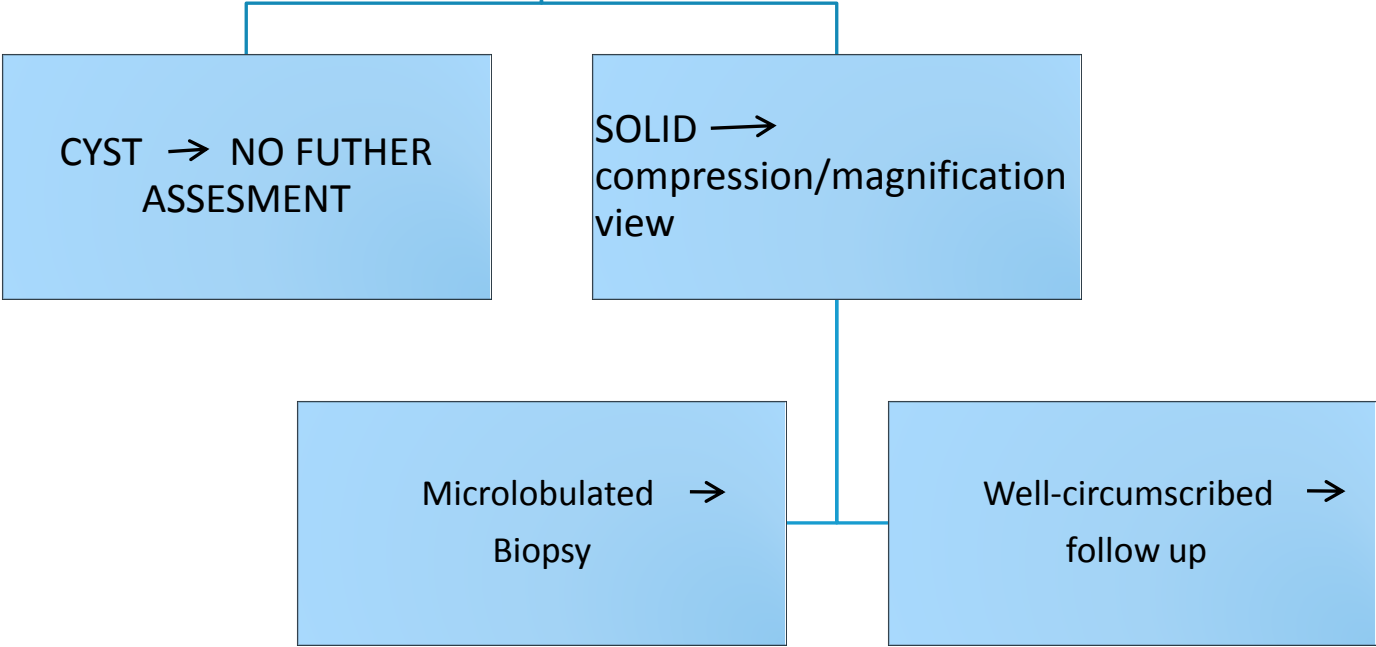 CYST → NO FUTHER
ASSESMENT
SOLID →
compression/magnification
view
Microlobulated →
Biopsy
Well-circumscribed →
follow up